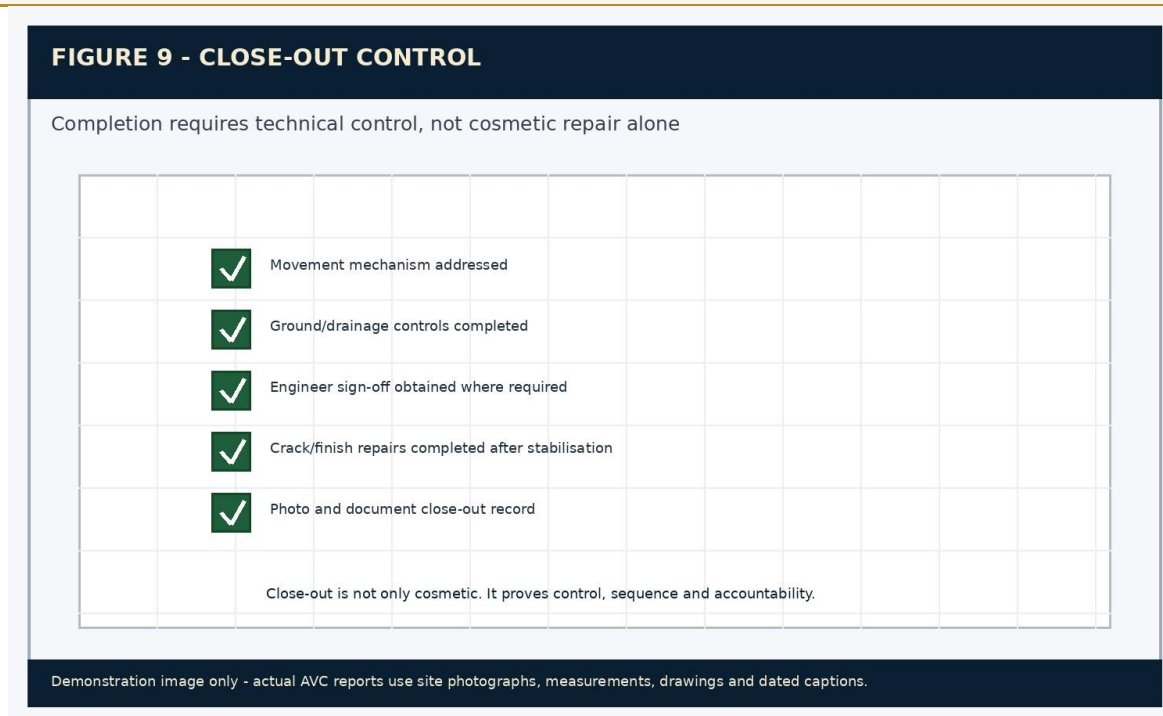 FIGURE 9 - CLOSE-OUT CONTROL
Completion requires technical control, not cosmetic repair alone
Movement mechanism addressed
Ground/drainage controls completed
Engineer sign-off obtained where required
Crack/finish repairs completed after stabilisation
Photo and document close-out record
Close-out is not only cosmetic. It proves control, sequence and accountability.
Demonstration image only - actual AVC reports use site photographs, measurements, drawings and dated captions.